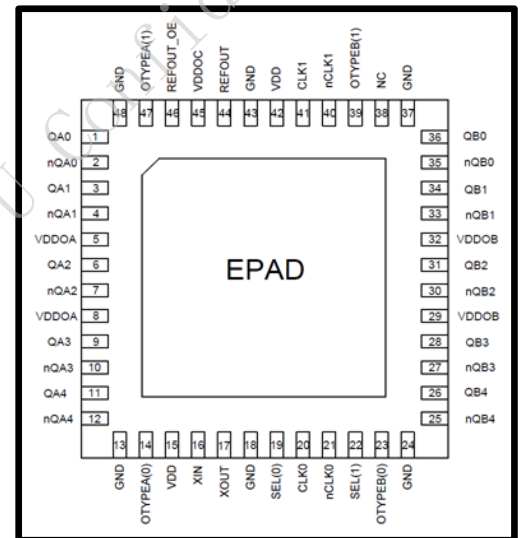 U Confid
GND OTYPEA(1) REFOUT_OE VDDOC REFOUT GND VDD CLK1 nCLK1 OTYPEB(1) NC GND
48 47 46 45 44 43 42 41 40 39 38 37
QA0 1 36 QB0
nQA0 2 35 nQB0
QA1 3 34 QB1
nQA1 4 33 nQB1
VDDOA 5 32 VDDOB
QA2 6 31 QB2
EPAD
nQA2 7 30 nQB2
VDDOA 8 29 VDDOB
QA3 9 28 QB3
nQA3 10 27 nQB3
QA4 11 26 QB4
nQA4 12 25 nQB4
13 14 15 16 17 18 19 20 21 22 23 24
GND OTYPEA(0) VDD XIN XOUT GND SEL(0) CLK0 nCLK0 SEL(1) OTYPEB(0) GND